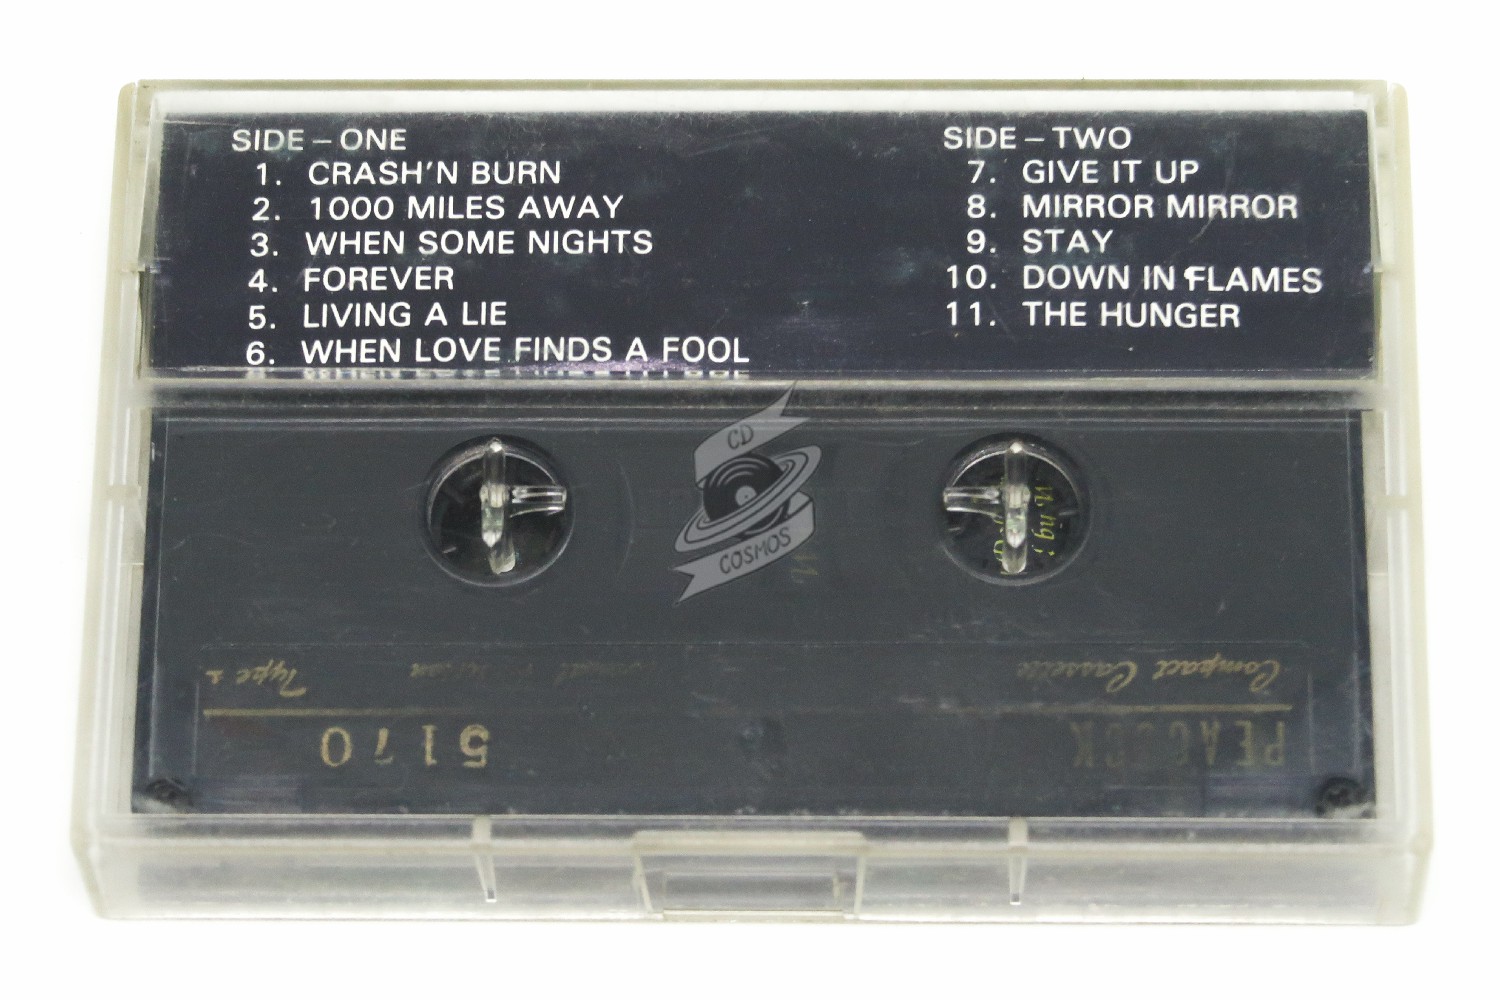 SIDE – ONE
1. CRASH'N BURN
2. 1000 MILES AWAY
3. WHEN SOME NIGHTS
4. FOREVER
5. LIVING A LIE
6. WHEN LOVE FINDS A FOOL
SIDE – TWO
7. GIVE IT UP
8. MIRROR MIRROR
9. STAY
10. DOWN IN FLAMES
11. THE HUNGER
CD
COSMOS
Compact Cassette
Type 1
PEACOCK
5170